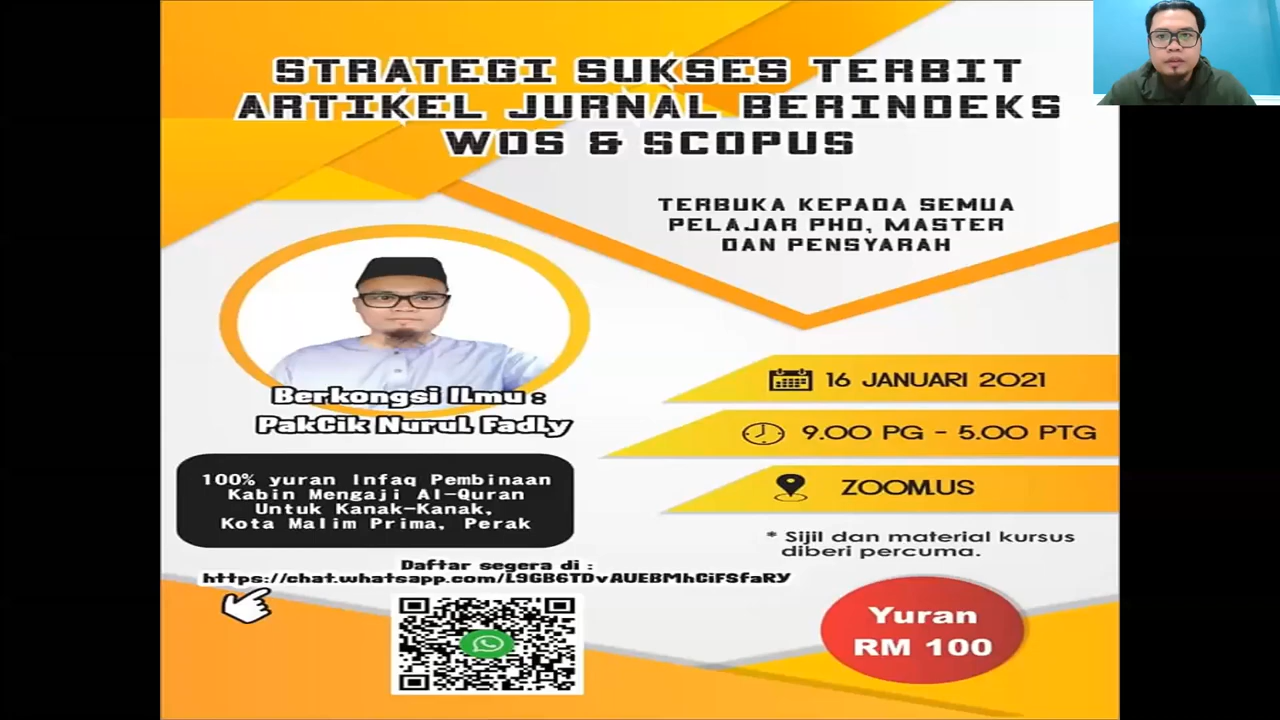 STRATEGI SUKSES TERBIT
ARTIKEL JURNAL BERINDEKS
WOS & SCOPUS
TERBUKA KEPADA SEMUA
PELAJAR PHD, MASTER
DAN PENSYARAH
Berkongsi Ilmu :
PakCik Nurul Fadly
16 JANUARI 2021
9.00 PG - 5.00 PTG
ZOOM.US
100% yuran Infaq Pembinaan
Kabin Mengaji Al-Quran
Untuk Kanak-Kanak,
Kota Malim Prima, Perak
* Sijil dan material kursus
diberi percuma.
Daftar segera di :
https://chat.whatsapp.com/L9GB6TDvAUEBMhCiFSfaRY
Yuran
RM 100